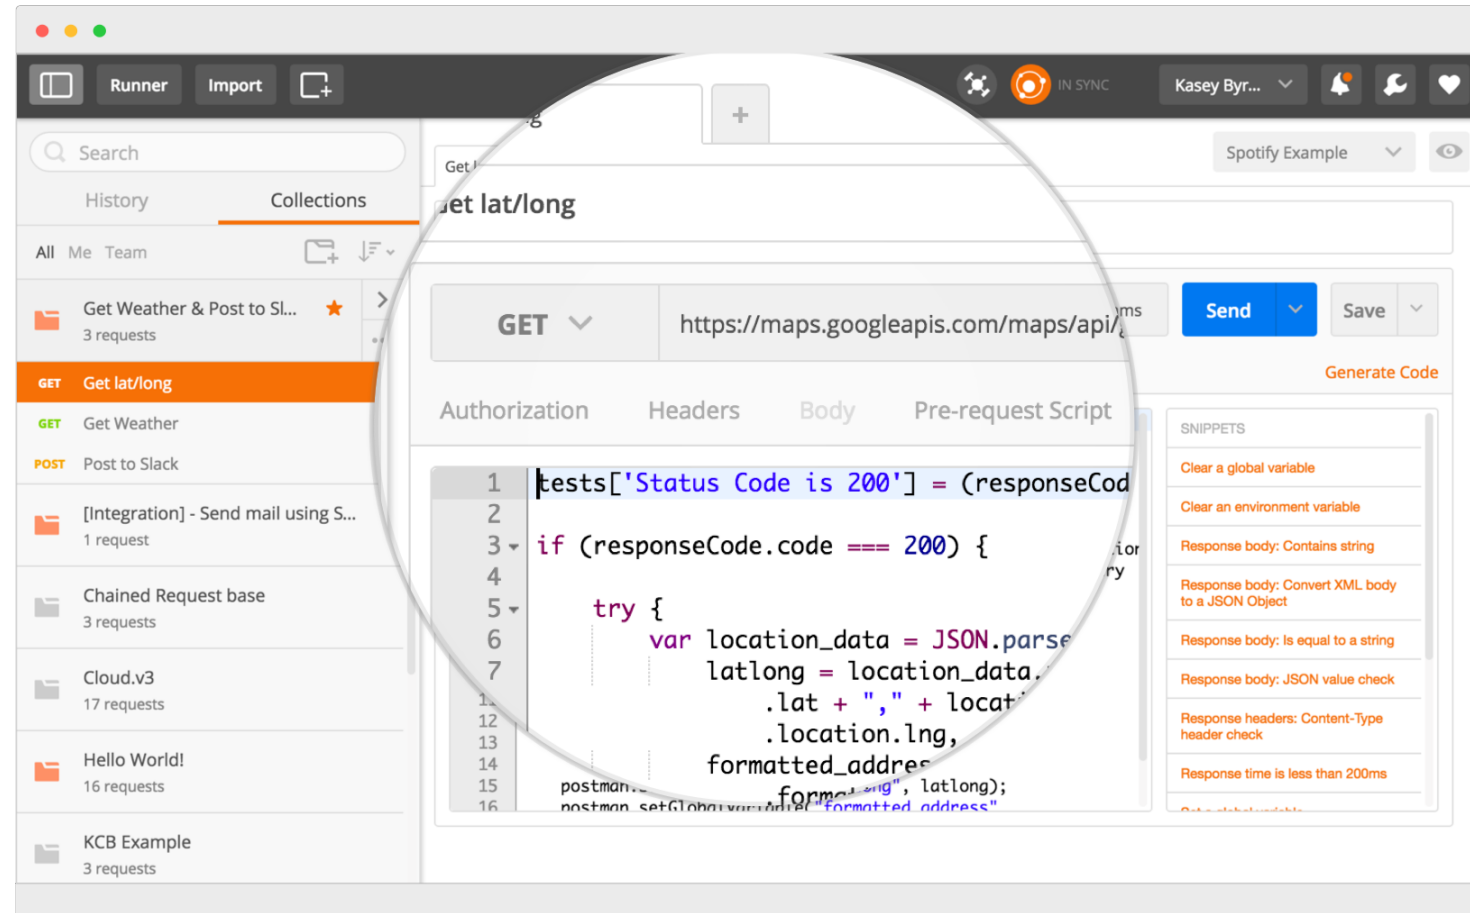 Runner
Import
IN SYNC
Kasey Byr...
Search
History
Collections
All Me Team
Get Weather & Post to Sl...
3 requests
GET Get lat/long
GET Get Weather
POST Post to Slack
[Integration] - Send mail using S...
1 request
Chained Request base
3 requests
Cloud.v3
17 requests
Hello World!
16 requests
KCB Example
3 requests
+
Spotify Example
Get lat/long
GET
https://maps.googleapis.com/maps/api/
Send
Save
Generate Code
Authorization
Headers
Body
Pre-request Script
1 tests['Status Code is 200'] = (responseCod
2
3 if (responseCode.code === 200) {
4
5 try {
6 var location_data = JSON.parse
7 latlong = location_data.
.lat + "," + locat
12
13 .location.lng,
14 formatted_addres
15 postman. latlong);
16 postman.setGlobalVariable("formatted_address"
SNIPPETS
Clear a global variable
Clear an environment variable
Response body: Contains string
Response body: Convert XML body
to a JSON Object
Response body: Is equal to a string
Response body: JSON value check
Response headers: Content-Type
header check
Response time is less than 200ms
Set a global variable